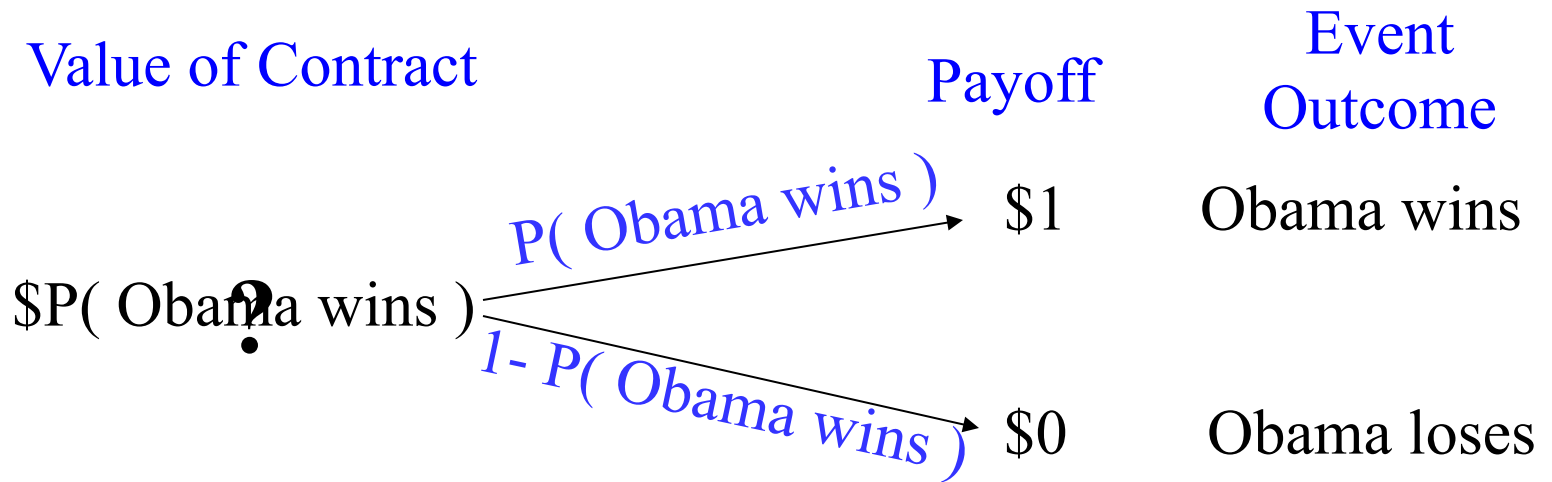 Value of Contract
Payoff
Event
Outcome
P( Obama wins )
$1
Obama wins
$P( Obama wins )
?
1- P( Obama wins )
$0
Obama loses